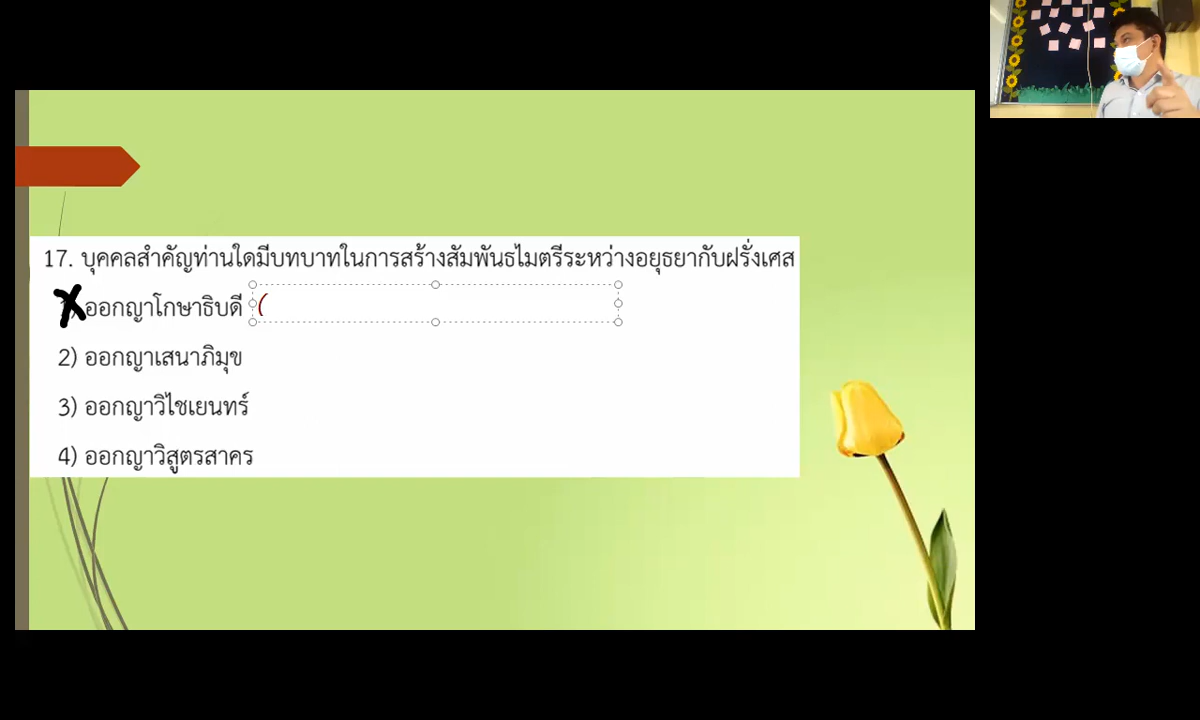 17. บุคคลสำคัญท่านใดมีบทบาทในการสร้างสัมพันธไมตรีระหว่างอยุธยากับฝรั่งเศส
1) ออกญาโกษาธิบดี (
2) ออกญาเสนาภิมุข
3) ออกญาวิไชเยนทร์
4) ออกญาวิสูตรสาคร